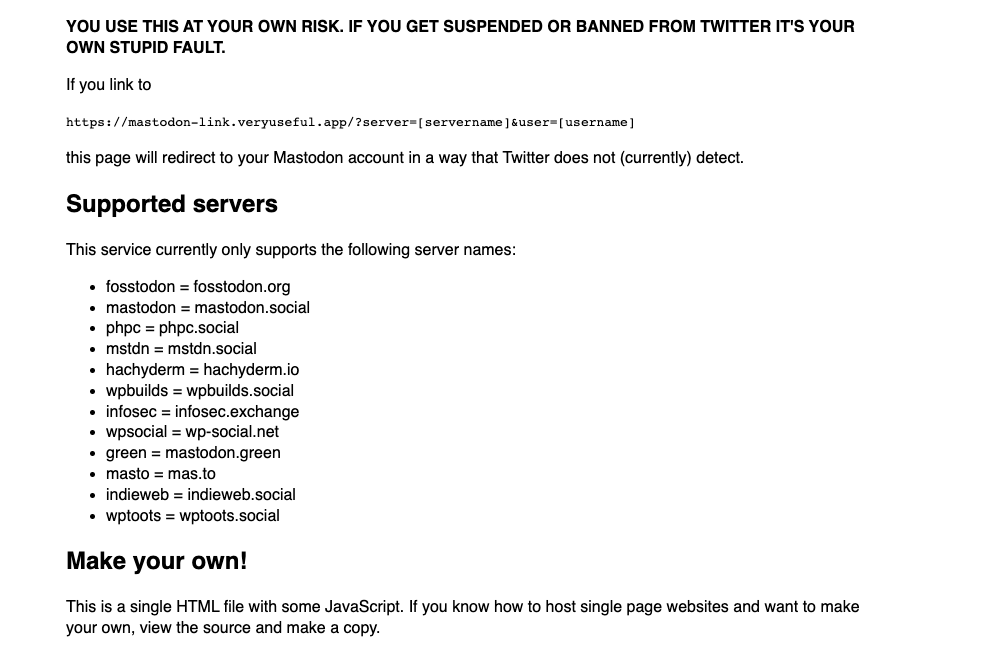 YOU USE THIS AT YOUR OWN RISK. IF YOU GET SUSPENDED OR BANNED FROM TWITTER IT'S YOUR
OWN STUPID FAULT.
If you link to
https://mastodon-link.veryuseful.app/?server=[servername]&user=[username]
this page will redirect to your Mastodon account in a way that Twitter does not (currently) detect.
Supported servers
This service currently only supports the following server names:
• fosstodon = fosstodon.org
• mastodon = mastodon.social
• phpc = phpc.social
• mstdn = mstdn.social
• hachyderm = hachyderm.io
• wpbuilds = wpbuilds.social
• infosec = infosec.exchange
• wpsocial = wp-social.net
• green = mastodon.green
• masto = mas.to
• indieweb = indieweb.social
• wptoots = wptoots.social
Make your own!
This is a single HTML file with some JavaScript. If you know how to host single page websites and want to make
your own, view the source and make a copy.